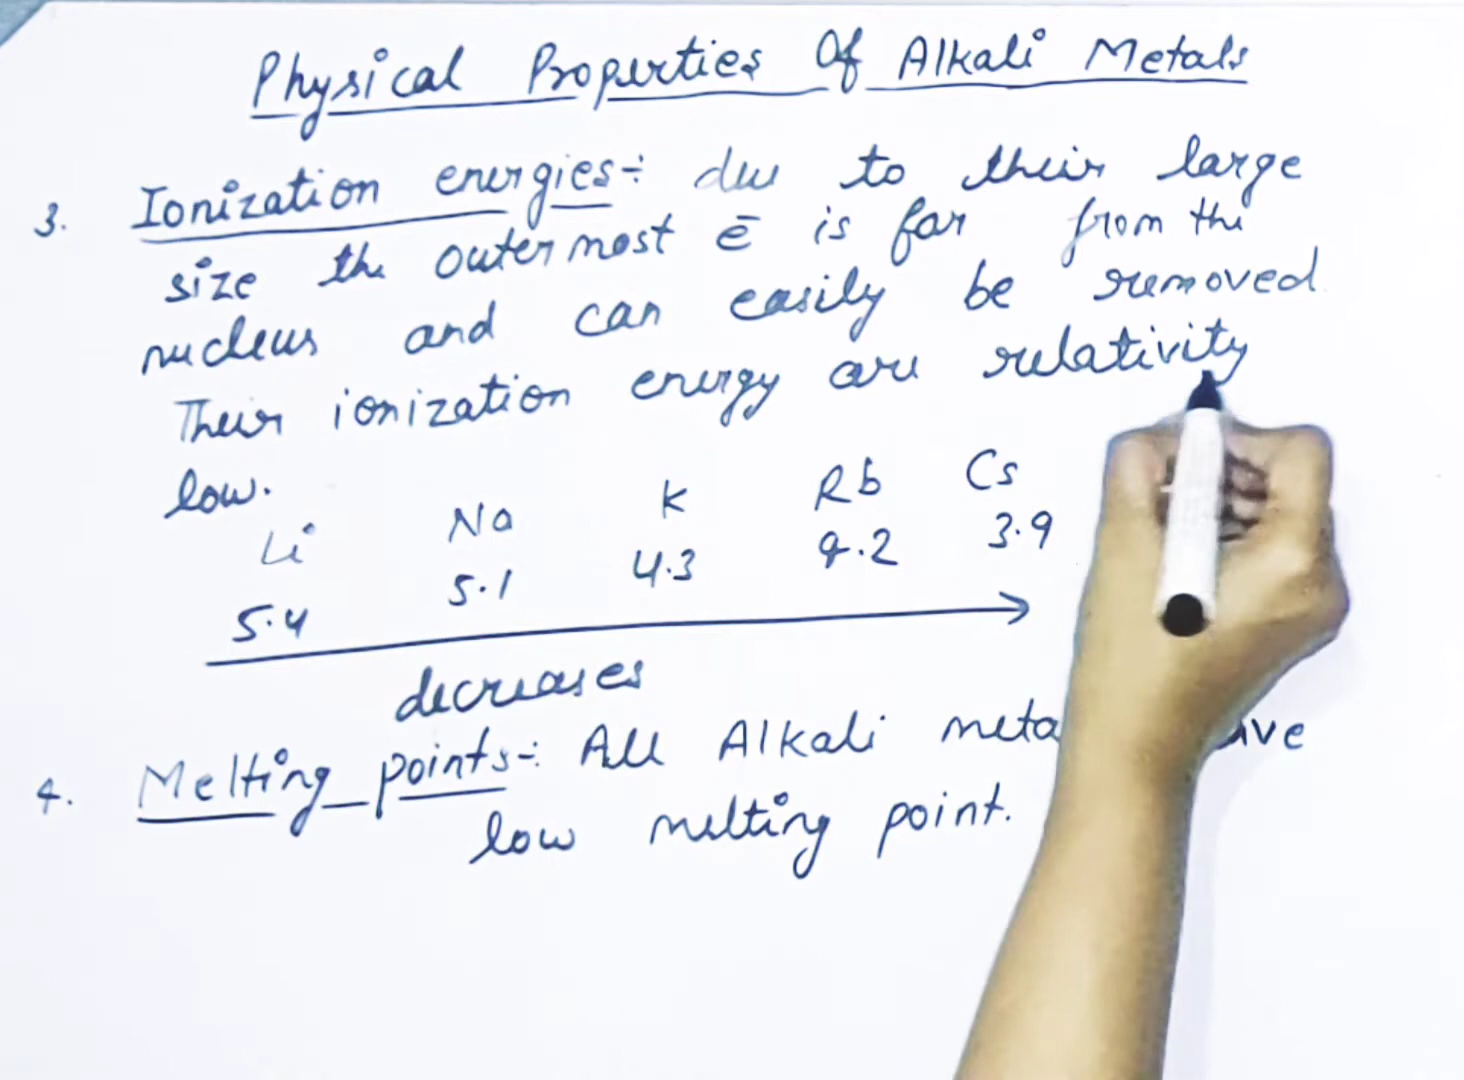 Physical Properties Of Alkali Metals
3. Ionization energies:- due to their large
size the outermost ē is far from the
nucleus and can easily be removed.
Their ionization energy are relativity
low.
Li Na K Rb Cs
5.4 5.1 4.3 4.2 3.9
decreases
4. Melting points:- All Alkali
low melting point.